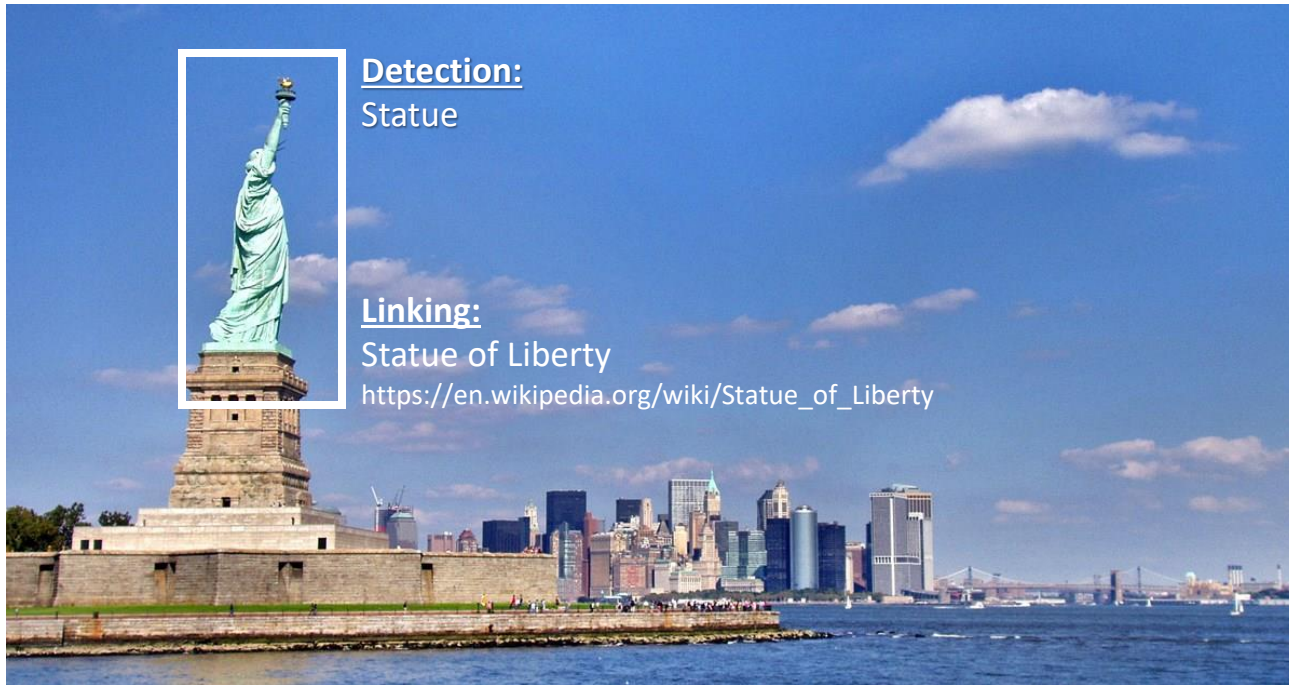 Detection:
Statue
Linking:
Statue of Liberty
https://en.wikipedia.org/wiki/Statue_of_Liberty